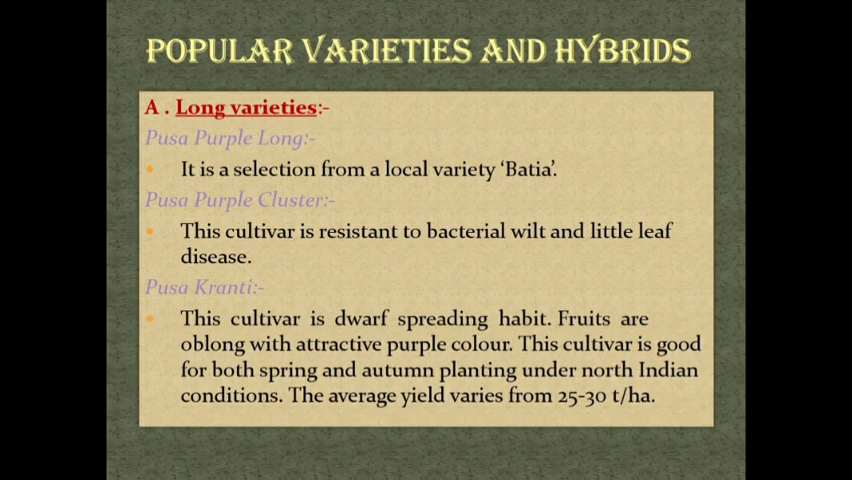 POPULAR VARIETIES AND HYBRIDS
A . Long varieties:-
Pusa Purple Long:-
• It is a selection from a local variety ‘Batia’.
Pusa Purple Cluster:-
• This cultivar is resistant to bacterial wilt and little leaf
disease.
Pusa Kranti:-
• This cultivar is dwarf spreading habit. Fruits are
oblong with attractive purple colour. This cultivar is good
for both spring and autumn planting under north Indian
conditions. The average yield varies from 25-30 t/ha.